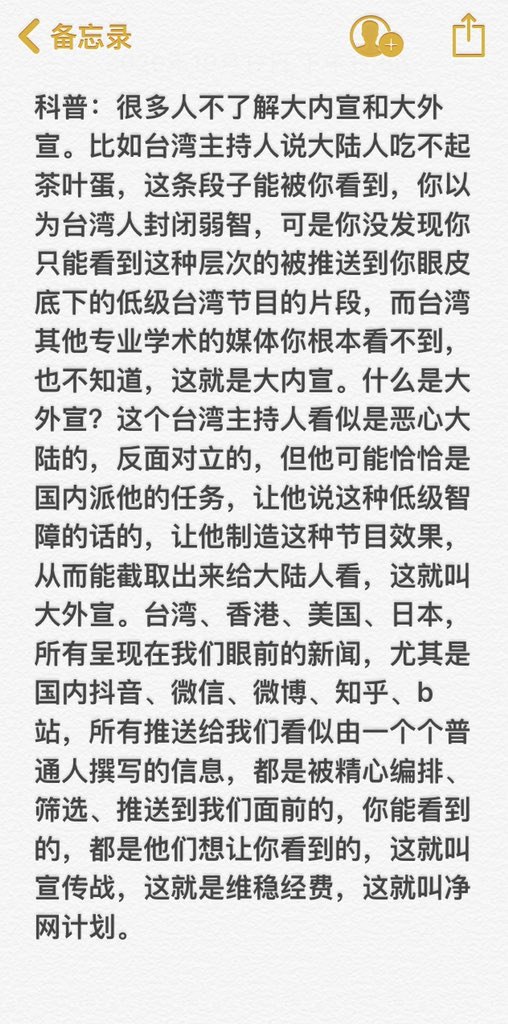 备忘录
科普：很多人不了解大内宣和大外
宣。比如台湾主持人说大陆人吃不起
茶叶蛋，这条段子能被你看到，你以
为台湾人封闭弱智，可是你没发现你
只能看到这种层次的被推送到你眼皮
底下的低级台湾节目的片段，而台湾
其他专业学术的媒体你根本看不到，
也不知道，这就是大内宣。什么是大
外宣？这个台湾主持人看似是恶心大
陆的，反面对立的，但他可能恰恰是
国内派他的任务，让他说这种低级智
障的话的，让他制造这种节目效果，
从而能截取出来给大陆人看，这就叫
大外宣。台湾、香港、美国、日本，
所有呈现在我们眼前的新闻，尤其是
国内抖音、微信、微博、知乎、b
站，所有推送给我们看似由一个个普
通人撰写的信息，都是被精心编排、
筛选、推送到我们面前的，你能看到
的，都是他们想让你看到的，这就叫
宣传战，这就是维稳经费，这就叫净
网计划。